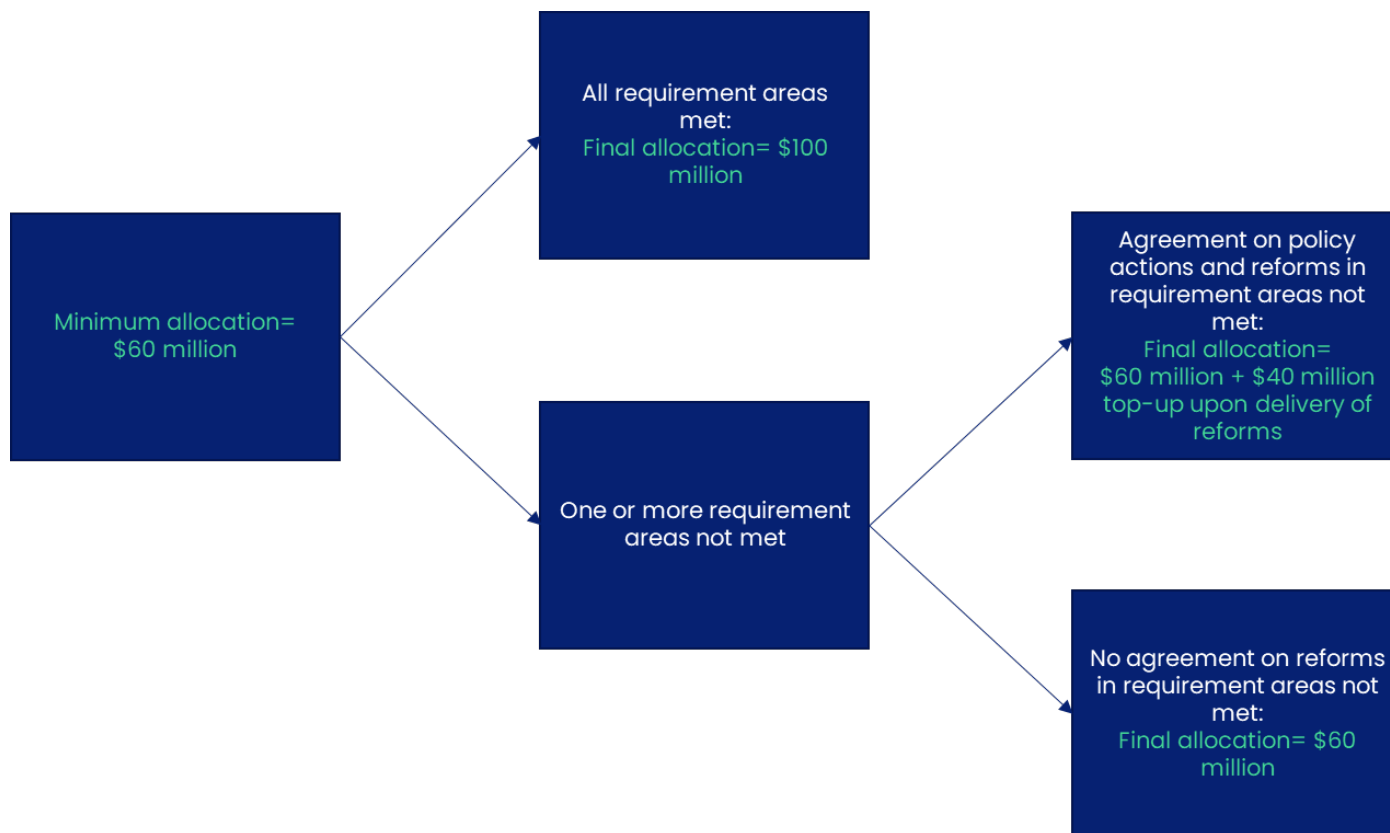 All requirement areas
met:
Final allocation= $100
million
Minimum allocation=
$60 million
One or more requirement
areas not met
Agreement on policy
actions and reforms in
requirement areas not
met:
Final allocation=
$60 million + $40 million
top-up upon delivery of
reforms
No agreement on reforms
in requirement areas not
met:
Final allocation= $60
million